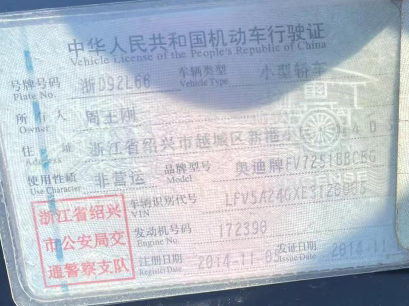 中华人民共和国机动车行驶证
Vehicle License of the People's Republic of China
号牌号码 浙D92L66 车辆类型 小型轿车
Plate No. Vehicle Type
所有人 周土
Owner
住址 浙江省绍兴市越城区新港小区
Address
使用性质 非营运 品牌型号 奥迪牌FV7251BBCBG
Use Character Model
浙江省绍兴
市公安局交
通警察支队
车辆识别代号
VIN
发动机号码 172390
Engine No.
注册日期 2014-11-05 发证日期 2014-11
Register Date Issue Date